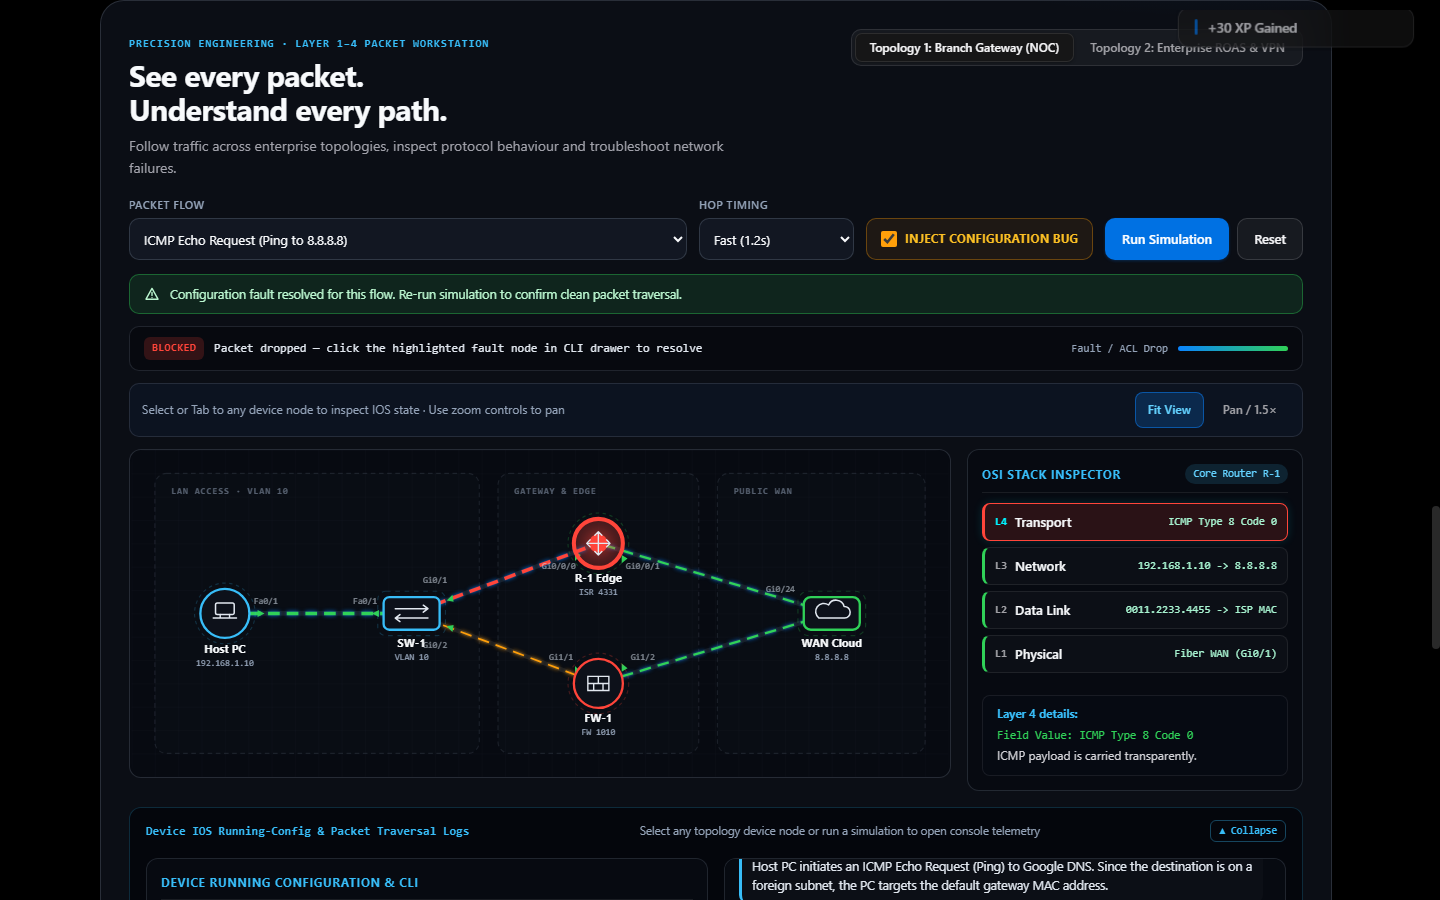 +30 XP Gained
PRECISION ENGINEERING · LAYER 1–4 PACKET WORKSTATION
Topology 1: Branch Gateway (NOC)
Topology 2: Enterprise ROAS & VPN
See every packet.
Understand every path.
Follow traffic across enterprise topologies, inspect protocol behaviour and troubleshoot network
failures.
PACKET FLOW
HOP TIMING
ICMP Echo Request (Ping to 8.8.8.8)
Fast (1.2s)
INJECT CONFIGURATION BUG
Run Simulation
Reset
Configuration fault resolved for this flow. Re-run simulation to confirm clean packet traversal.
BLOCKED
Packet dropped — click the highlighted fault node in CLI drawer to resolve
Fault / ACL Drop
Select or Tab to any device node to inspect IOS state · Use zoom controls to pan
Fit View
Pan / 1.5×
LAN ACCESS · VLAN 10
GATEWAY & EDGE
PUBLIC WAN
Gi0/0/0
Gi0/0/1
R-1 Edge
ISR 4331
Gi0/1
Gi0/24
Fa0/1
Fa0/1
Host PC
192.168.1.10
SW-1
Gi0/2
VLAN 10
WAN Cloud
8.8.8.8
Gi1/1
Gi1/2
FW-1
FW 1010
OSI STACK INSPECTOR
Core Router R-1
L4 Transport ICMP Type 8 Code 0
L3 Network 192.168.1.10 -> 8.8.8.8
L2 Data Link 0011.2233.4455 -> ISP MAC
L1 Physical Fiber WAN (Gi0/1)
Layer 4 details:
Field Value: ICMP Type 8 Code 0
ICMP payload is carried transparently.
Device IOS Running-Config & Packet Traversal Logs
Select any topology device node or run a simulation to open console telemetry
▲ Collapse
DEVICE RUNNING CONFIGURATION & CLI
Host PC initiates an ICMP Echo Request (Ping) to Google DNS. Since the destination is on a
foreign subnet, the PC targets the default gateway MAC address.